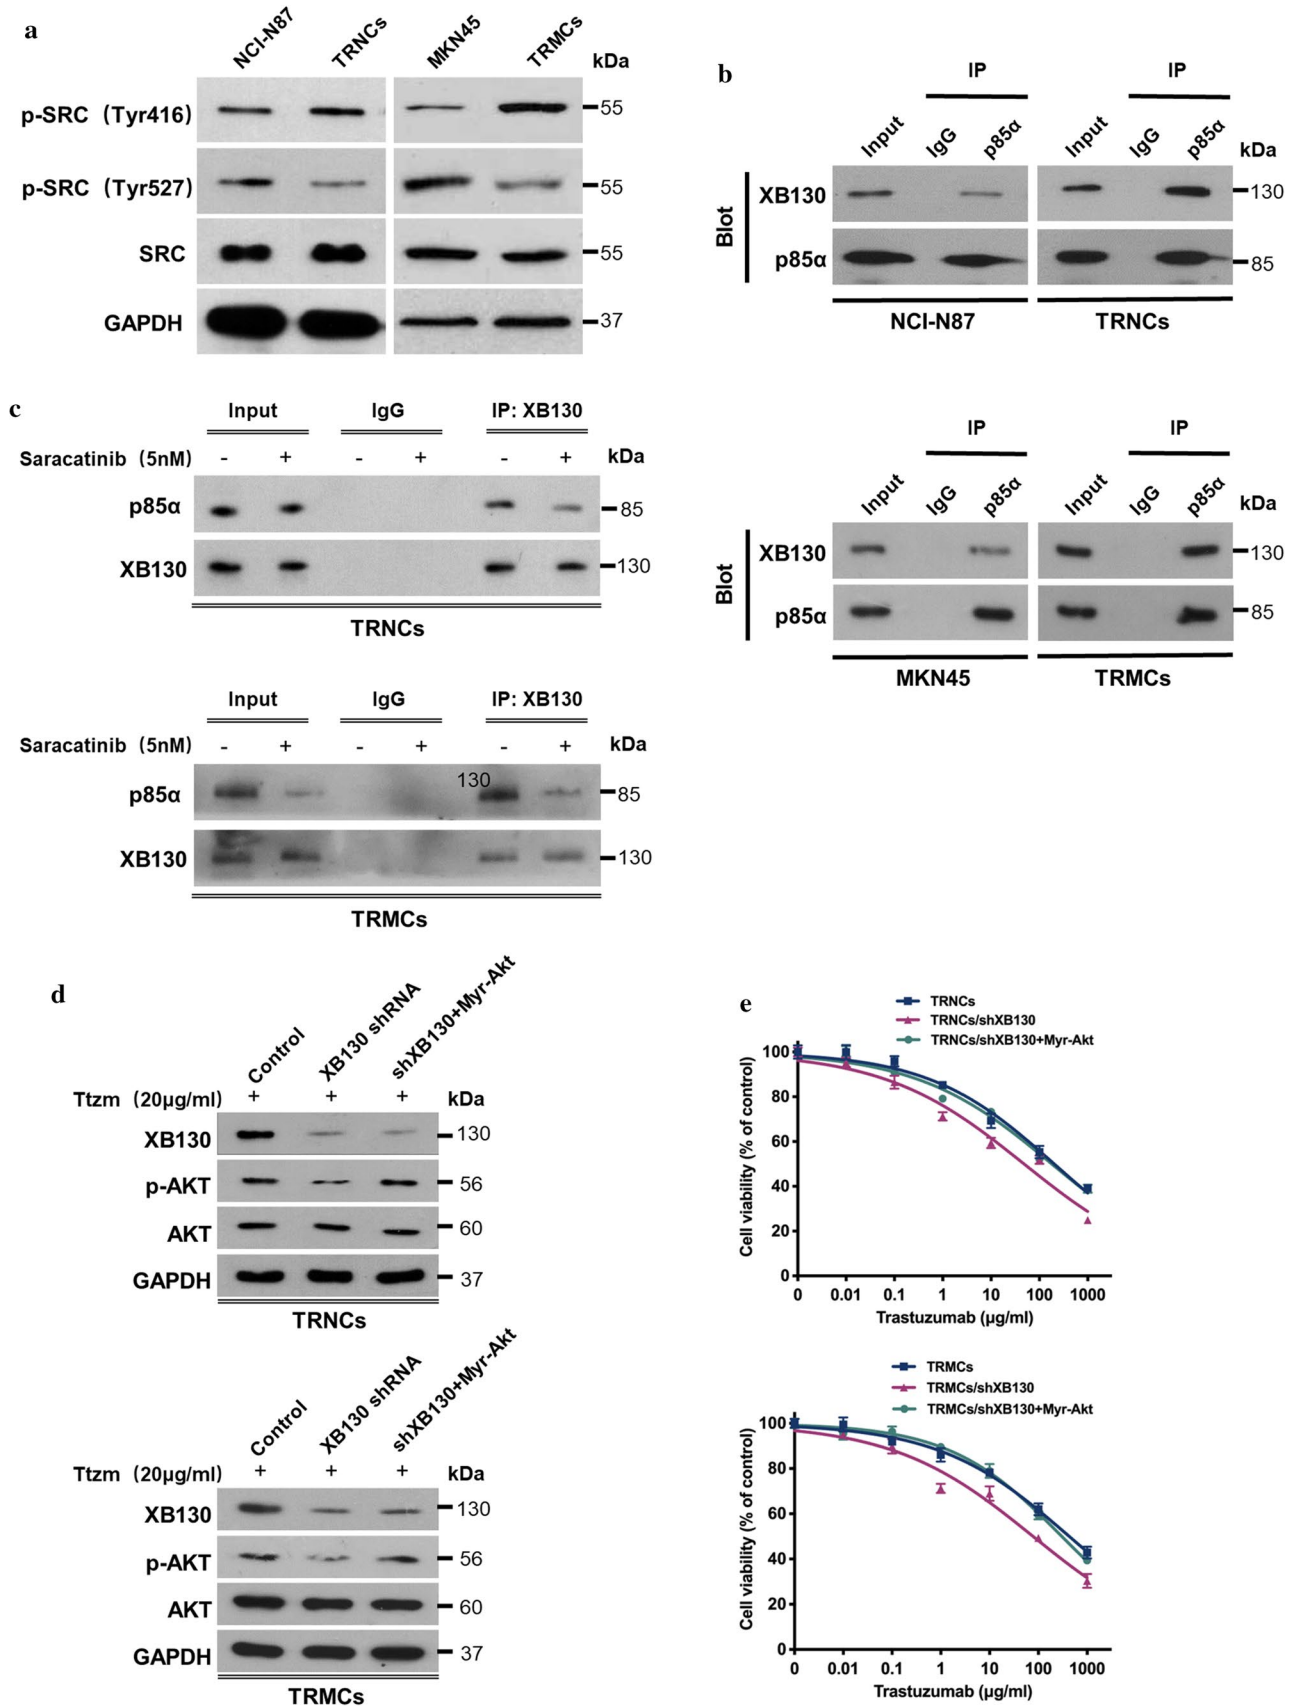 a
NCI-N87 TRNCs MKN45 TRMCs kDa
p-SRC (Tyr416) 55
p-SRC (Tyr527) 55
SRC 55
GAPDH 37
b
IP IP
Input IgG p85α Input IgG p85α kDa
Blot
XB130 130
p85α 85
NCI-N87 TRNCs
IP IP
Input IgG p85α Input IgG p85α kDa
Blot
XB130 130
p85α 85
MKN45 TRMCs
c
Input IgG IP: XB130
Saracatinib (5nM) - + - + - + kDa
p85α 85
XB130 130
TRNCs
Input IgG IP: XB130
Saracatinib (5nM) - + - + - + kDa
p85α 130 85
XB130 130
TRMCs
d
Control XB130 shRNA shXB130+Myr-Akt
Ttzm (20μg/ml) + + + kDa
XB130 130
p-AKT 56
AKT 60
GAPDH 37
TRNCs
Control XB130 shRNA shXB130+Myr-Akt
Ttzm (20μg/ml) + + + kDa
XB130 130
p-AKT 56
AKT 60
GAPDH 37
TRMCs
e
TRNCs
TRNCs/shXB130
TRNCs/shXB130+Myr-Akt
Cell viability (% of control)
100
80
60
40
20
0
0 0.01 0.1 1 10 100 1000
Trastuzumab (μg/ml)
TRMCs
TRMCs/shXB130
TRMCs/shXB130+Myr-Akt
Cell viability (% of control)
100
80
60
40
20
0
0 0.01 0.1 1 10 100 1000
Trastuzumab (μg/ml)